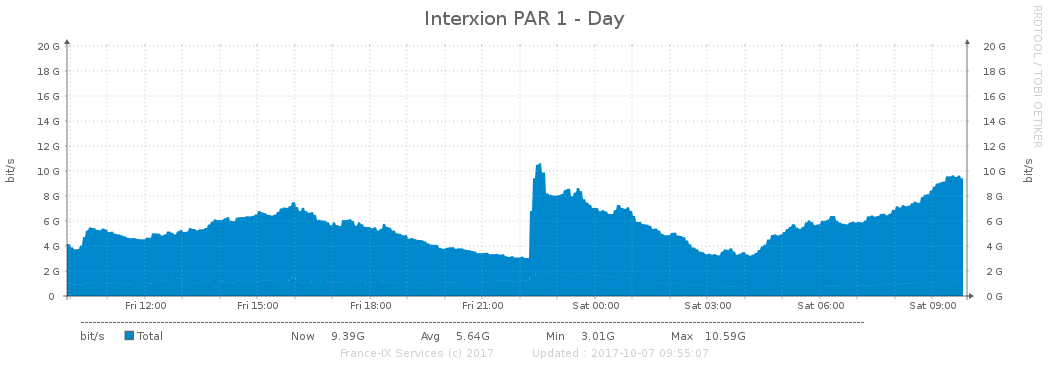 Interxion PAR 1 - Day
RRDTOOL / TOBI OETIKER
bit/s
20 G 20 G
18 G 18 G
16 G 16 G
14 G 14 G
12 G 12 G
10 G 10 G
8 G 8 G
6 G 6 G
4 G 4 G
2 G 2 G
0 0 G
bit/s
Fri 12:00 Fri 15:00 Fri 18:00 Fri 21:00 Sat 00:00 Sat 03:00 Sat 06:00 Sat 09:00
bit/s Total Now 9.39G Avg 5.64G Min 3.01G Max 10.59G
France-IX Services (c) 2017 Updated : 2017-10-07 09:55:07